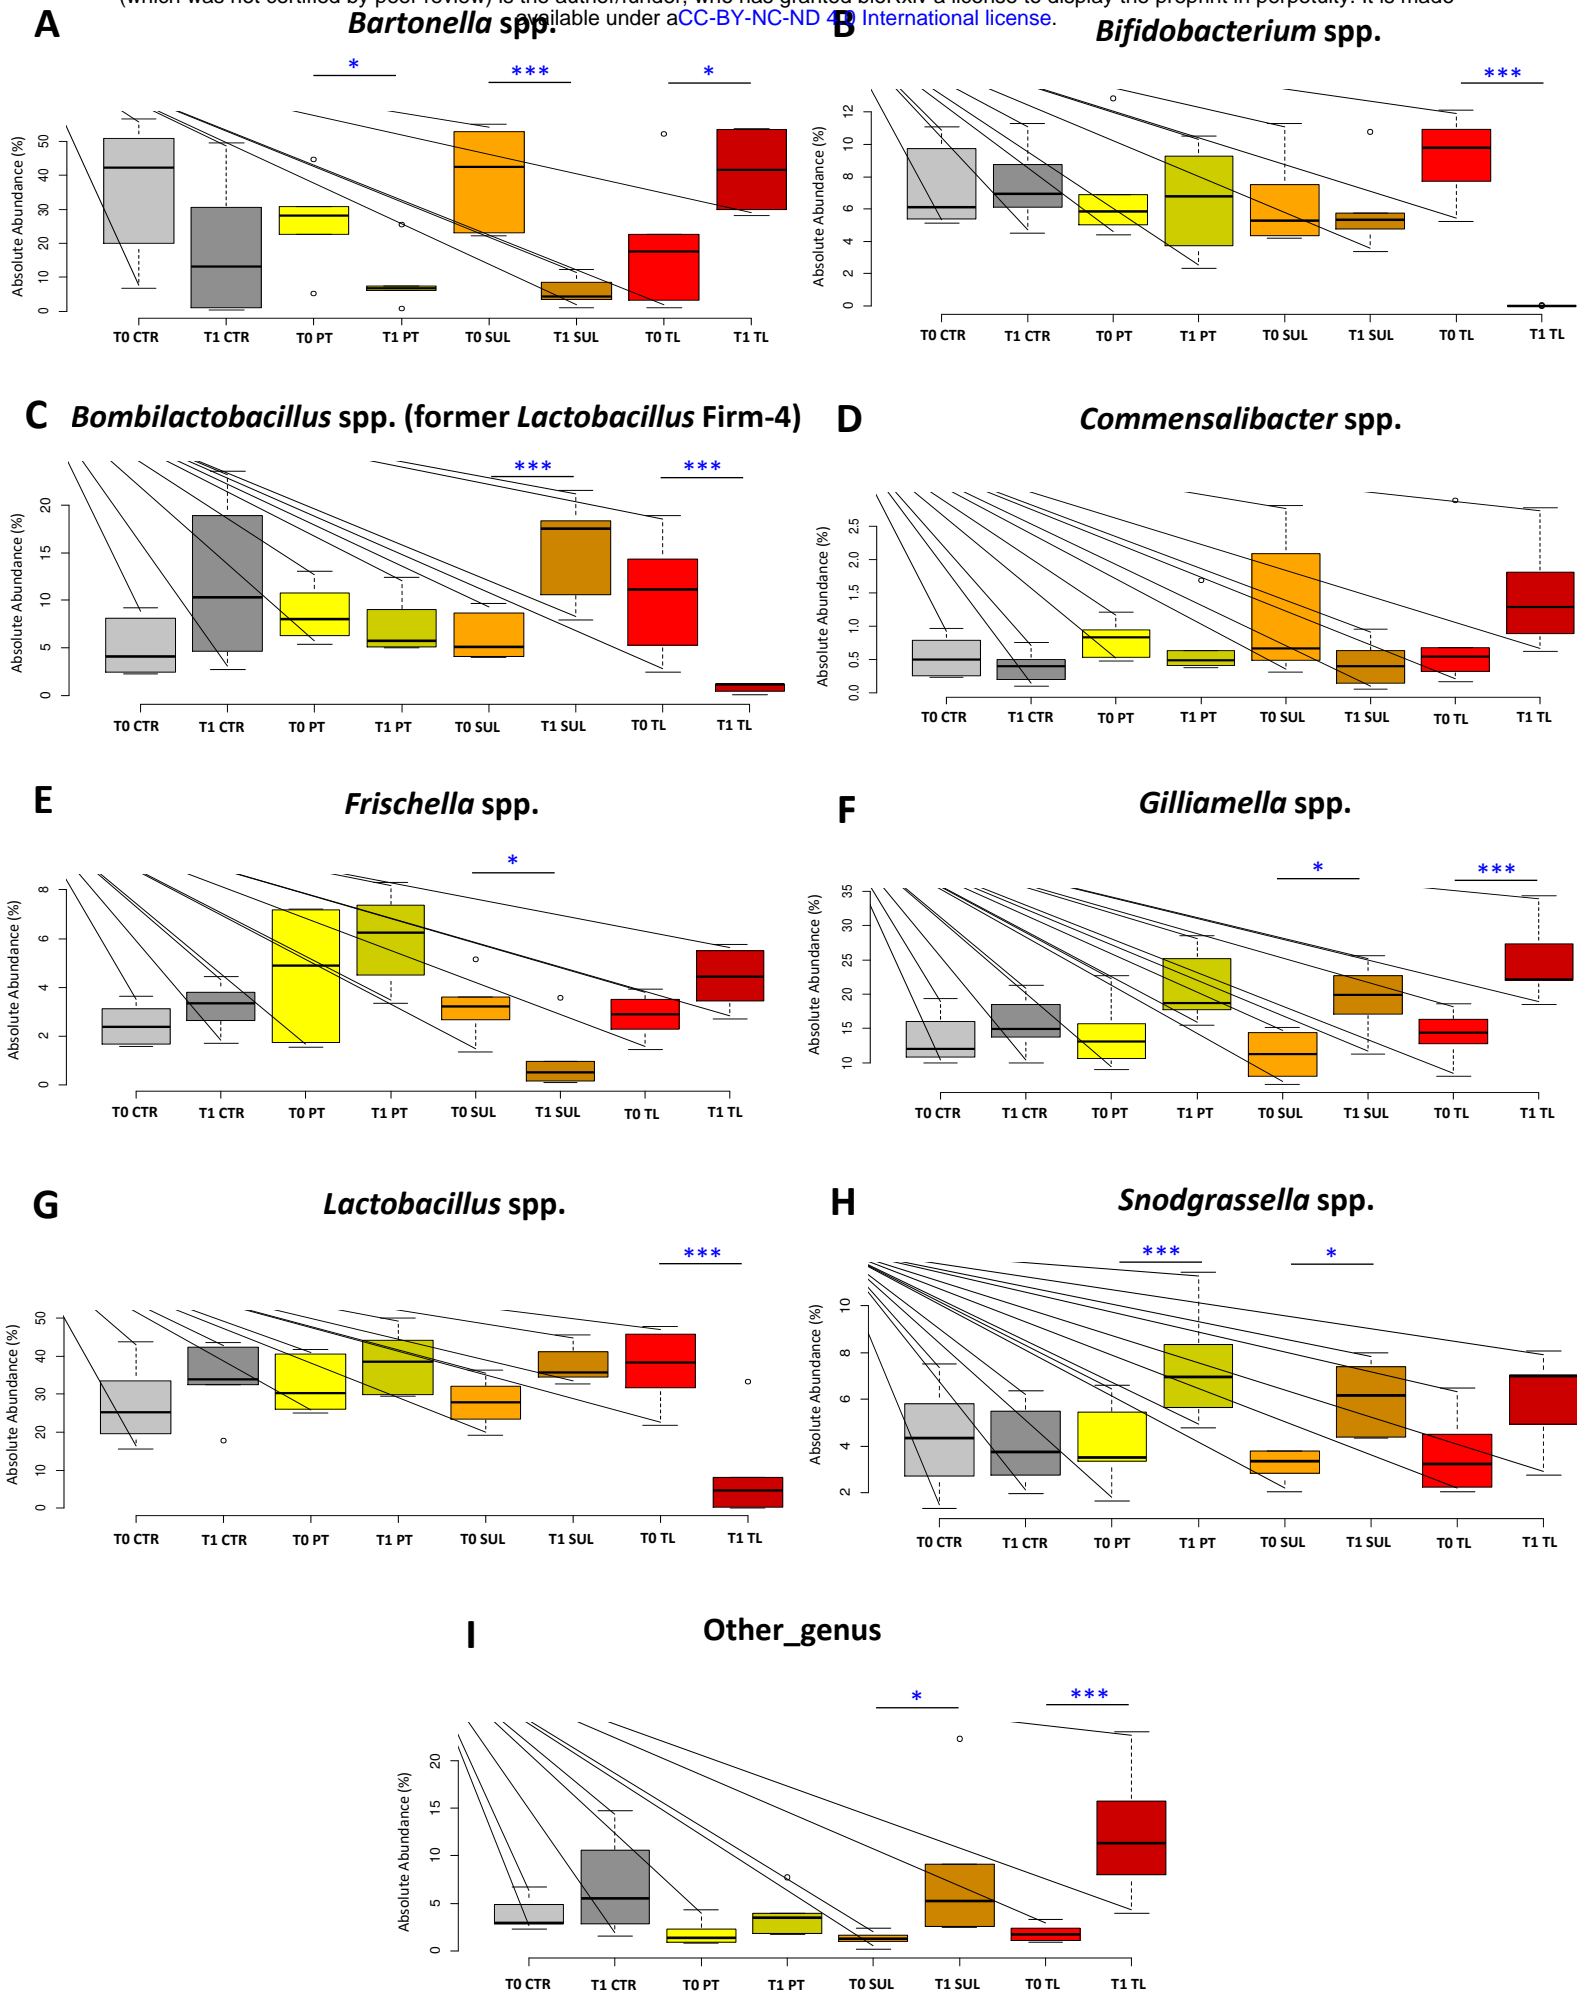 (which was not certified by peer review) is the author/funder, who has granted bioRxiv a license to display the preprint in perpetuity. It is made
available under aCC-BY-NC-ND 4.0 International license.
A
Bartonella spp.
* *** *
Absolute Abundance (%)
0 10 20 30 40 50
T0 CTR T1 CTR T0 PT T1 PT T0 SUL T1 SUL T0 TL T1 TL
B
Bifidobacterium spp.
***
Absolute Abundance (%)
0 2 4 6 8 10 12
T0 CTR T1 CTR T0 PT T1 PT T0 SUL T1 SUL T0 TL T1 TL
C
Bombilactobacillus spp. (former Lactobacillus Firm-4)
*** ***
Absolute Abundance (%)
0 5 10 15 20
T0 CTR T1 CTR T0 PT T1 PT T0 SUL T1 SUL T0 TL T1 TL
D
Commensalibacter spp.
Absolute Abundance (%)
0.0 0.5 1.0 1.5 2.0 2.5
T0 CTR T1 CTR T0 PT T1 PT T0 SUL T1 SUL T0 TL T1 TL
E
Frischella spp.
*
Absolute Abundance (%)
0 2 4 6 8
T0 CTR T1 CTR T0 PT T1 PT T0 SUL T1 SUL T0 TL T1 TL
F
Gilliamella spp.
* ***
Absolute Abundance (%)
10 15 20 25 30 35
T0 CTR T1 CTR T0 PT T1 PT T0 SUL T1 SUL T0 TL T1 TL
G
Lactobacillus spp.
***
Absolute Abundance (%)
0 10 20 30 40 50
T0 CTR T1 CTR T0 PT T1 PT T0 SUL T1 SUL T0 TL T1 TL
H
Snodgrassella spp.
*** *
Absolute Abundance (%)
2 4 6 8 10
T0 CTR T1 CTR T0 PT T1 PT T0 SUL T1 SUL T0 TL T1 TL
I
Other_genus
* ***
Absolute Abundance (%)
0 5 10 15 20
T0 CTR T1 CTR T0 PT T1 PT T0 SUL T1 SUL T0 TL T1 TL